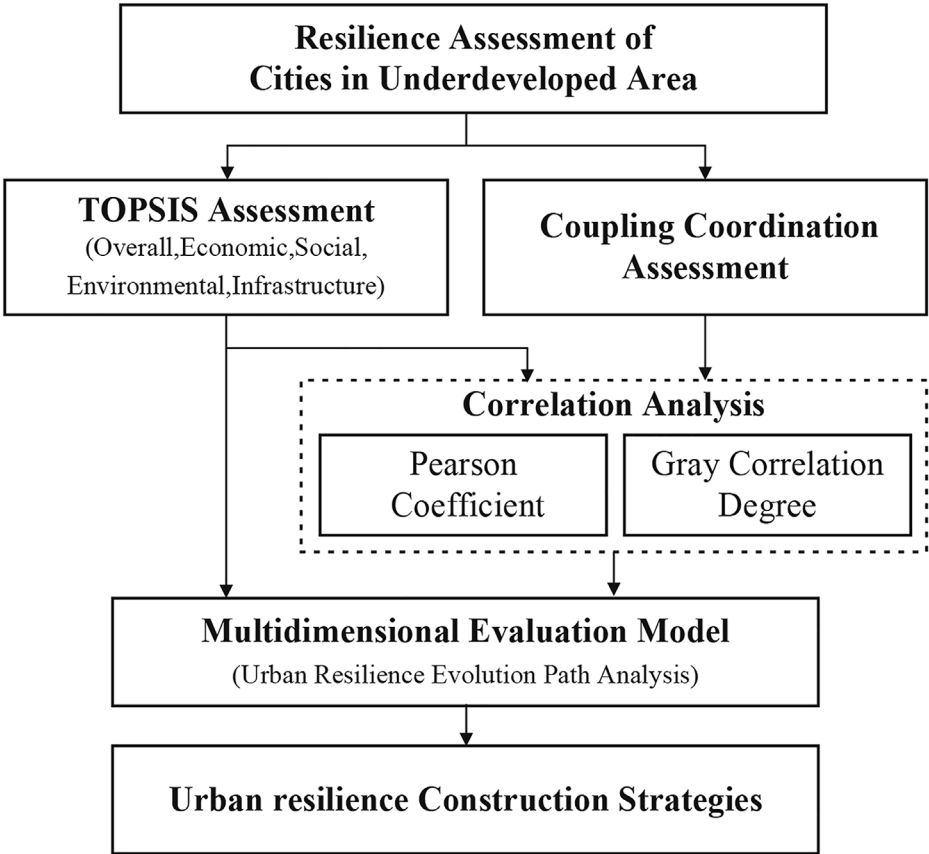 Resilience Assessment of
Cities in Underdeveloped Area
TOPSIS Assessment
(Overall,Economic,Social,
Environmental,Infrastructure)
Coupling Coordination
Assessment
Correlation Analysis
Pearson
Coefficient
Gray Correlation
Degree
Multidimensional Evaluation Model
(Urban Resilience Evolution Path Analysis)
Urban resilience Construction Strategies